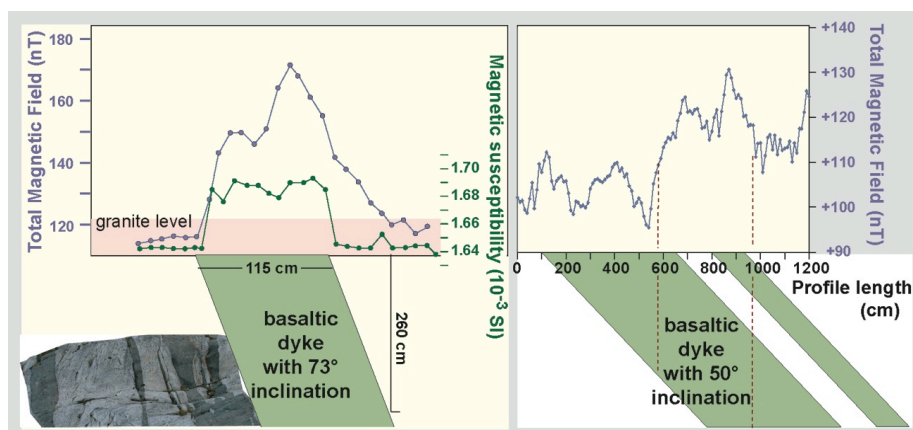 Total Magnetic Field (nT)
180
160
140
120
granite level
Magnetic susceptibility (10⁻³ SI)
1.70
1.68
1.66
1.64
115 cm
260 cm
basaltic
dyke
with 73°
inclination
+140
+130
+120
+110
+100
+90
Total Magnetic Field (nT)
0
200
400
600
800
1000
1200
Profile length
(cm)
basaltic
dyke
with 50°
inclination